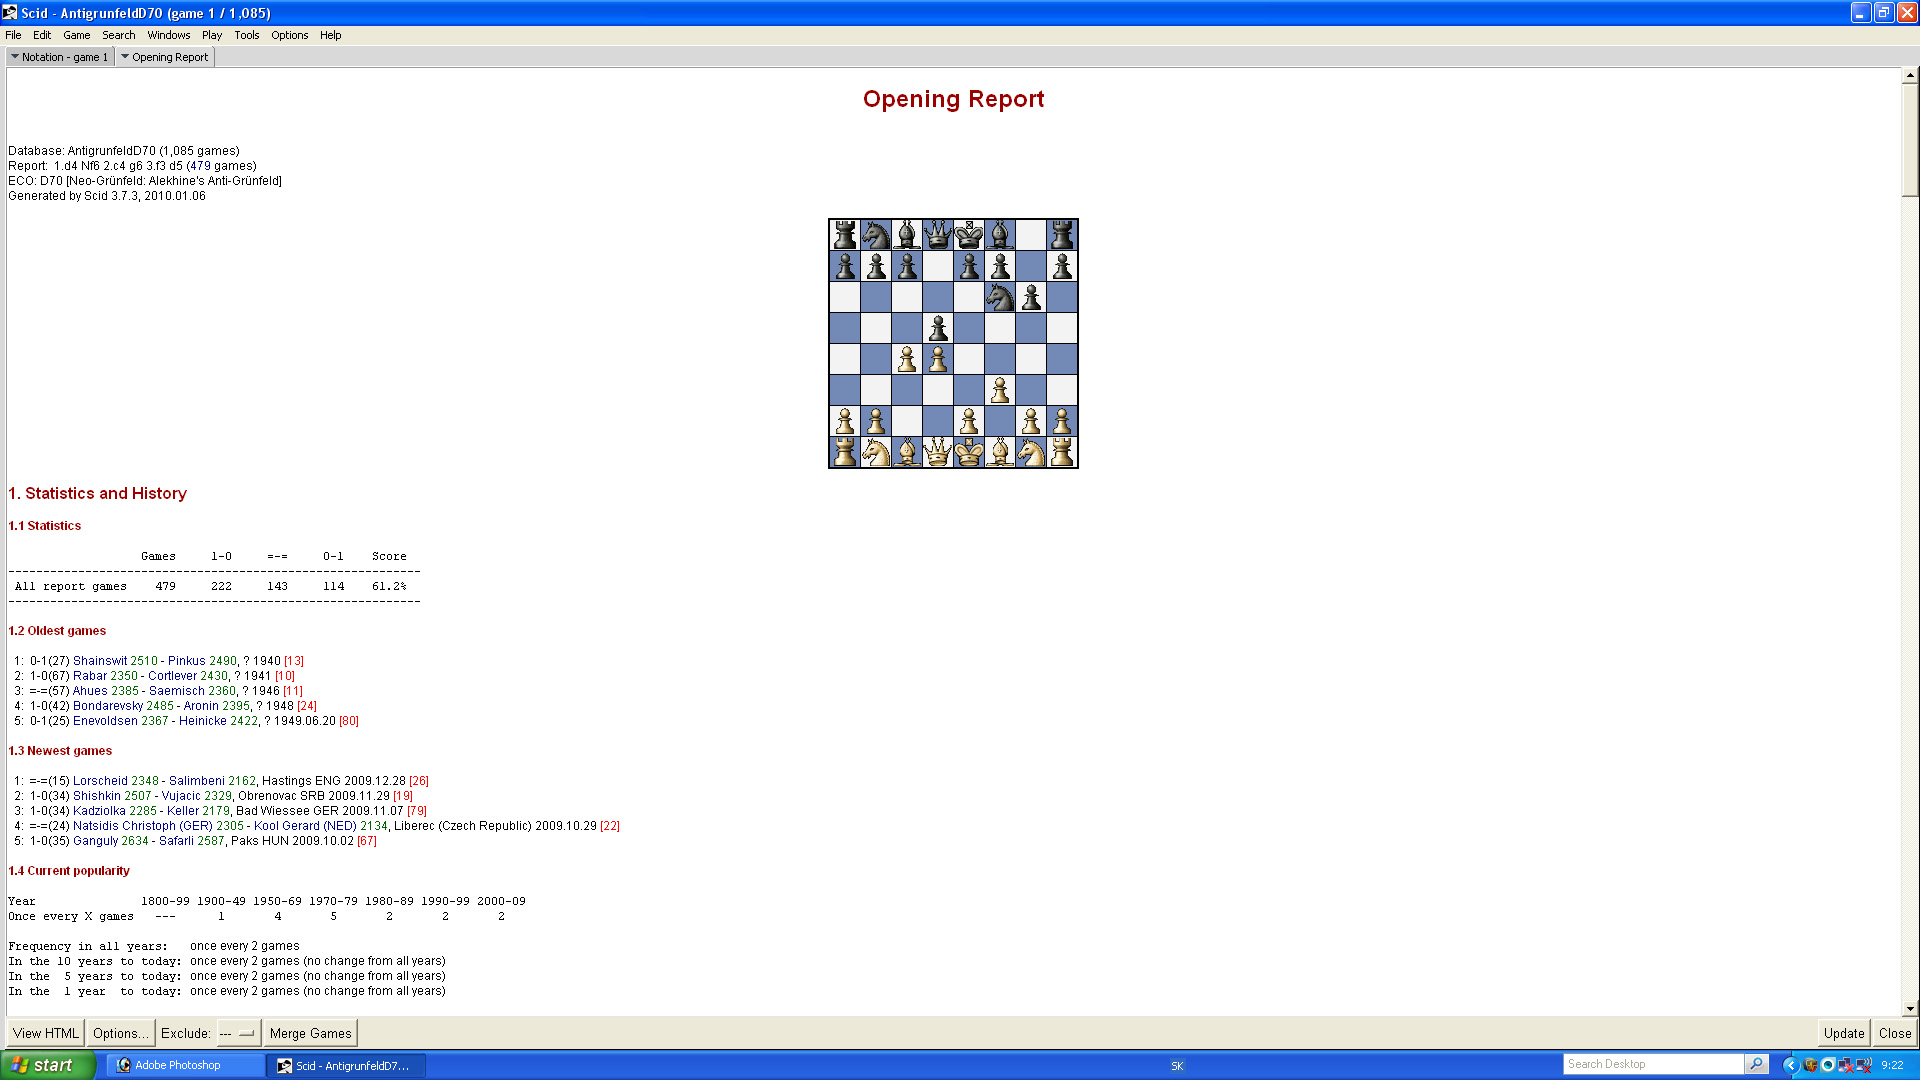 Scid - AntigrunfeldD70 (game 1 / 1,085)
File Edit Game Search Windows Play Tools Options Help
Notation - game 1 Opening Report
Opening Report
Database: AntigrunfeldD70 (1,085 games)
Report: 1.d4 Nf6 2.c4 g6 3.f3 d5 (479 games)
ECO: D70 [Neo-Grünfeld: Alekhine's Anti-Grünfeld]
Generated by Scid 3.7.3, 2010.01.06
1. Statistics and History
1.1 Statistics
Games 1-0 =-= 0-1 Score
------------------------------------------------------------
All report games 479 222 143 114 61.2%
------------------------------------------------------------
1.2 Oldest games
1: 0-1(27) Shainswit 2510 - Pinkus 2490, ? 1940 [13]
2: 1-0(67) Rabar 2350 - Cortlever 2430, ? 1941 [10]
3: =-=(57) Ahues 2385 - Saemisch 2360, ? 1946 [11]
4: 1-0(42) Bondarevsky 2485 - Aronin 2395, ? 1948 [24]
5: 0-1(25) Enevoldsen 2367 - Heinicke 2422, ? 1949.06.20 [80]
1.3 Newest games
1: =-=(15) Lorscheid 2348 - Salimbeni 2162, Hastings ENG 2009.12.28 [26]
2: 1-0(34) Shishkin 2507 - Vujacic 2329, Obrenovac SRB 2009.11.29 [19]
3: 1-0(34) Kadziolka 2285 - Keller 2179, Bad Wiessee GER 2009.11.07 [79]
4: =-=(24) Natsidis Christoph (GER) 2305 - Kool Gerard (NED) 2134, Liberec (Czech Republic) 2009.10.29 [22]
5: 1-0(35) Ganguly 2634 - Safarli 2587, Paks HUN 2009.10.02 [67]
1.4 Current popularity
Year 1800-99 1900-49 1950-69 1970-79 1980-89 1990-99 2000-09
Once every X games --- 1 4 5 2 2 2
Frequency in all years: once every 2 games
In the 10 years to today: once every 2 games (no change from all years)
In the 5 years to today: once every 2 games (no change from all years)
In the 1 year to today: once every 2 games (no change from all years)
View HTML Options... Exclude: --- Merge Games Update Close
start Adobe Photoshop Scid - AntigrunfeldD7... SK Search Desktop 9:22